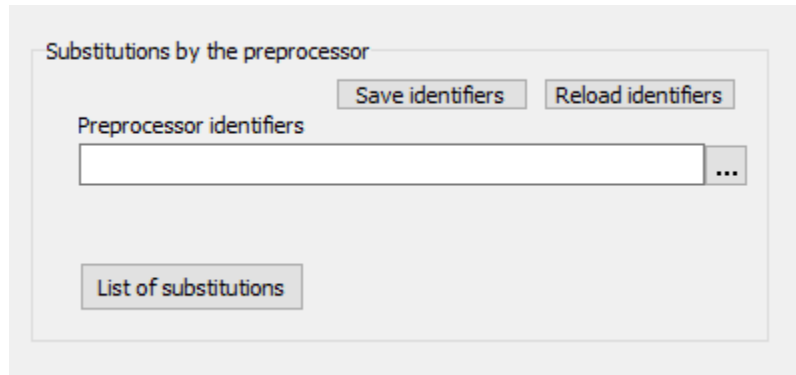 Substitutions by the preprocessor
Save identifiers Reload identifiers
Preprocessor identifiers
...
List of substitutions